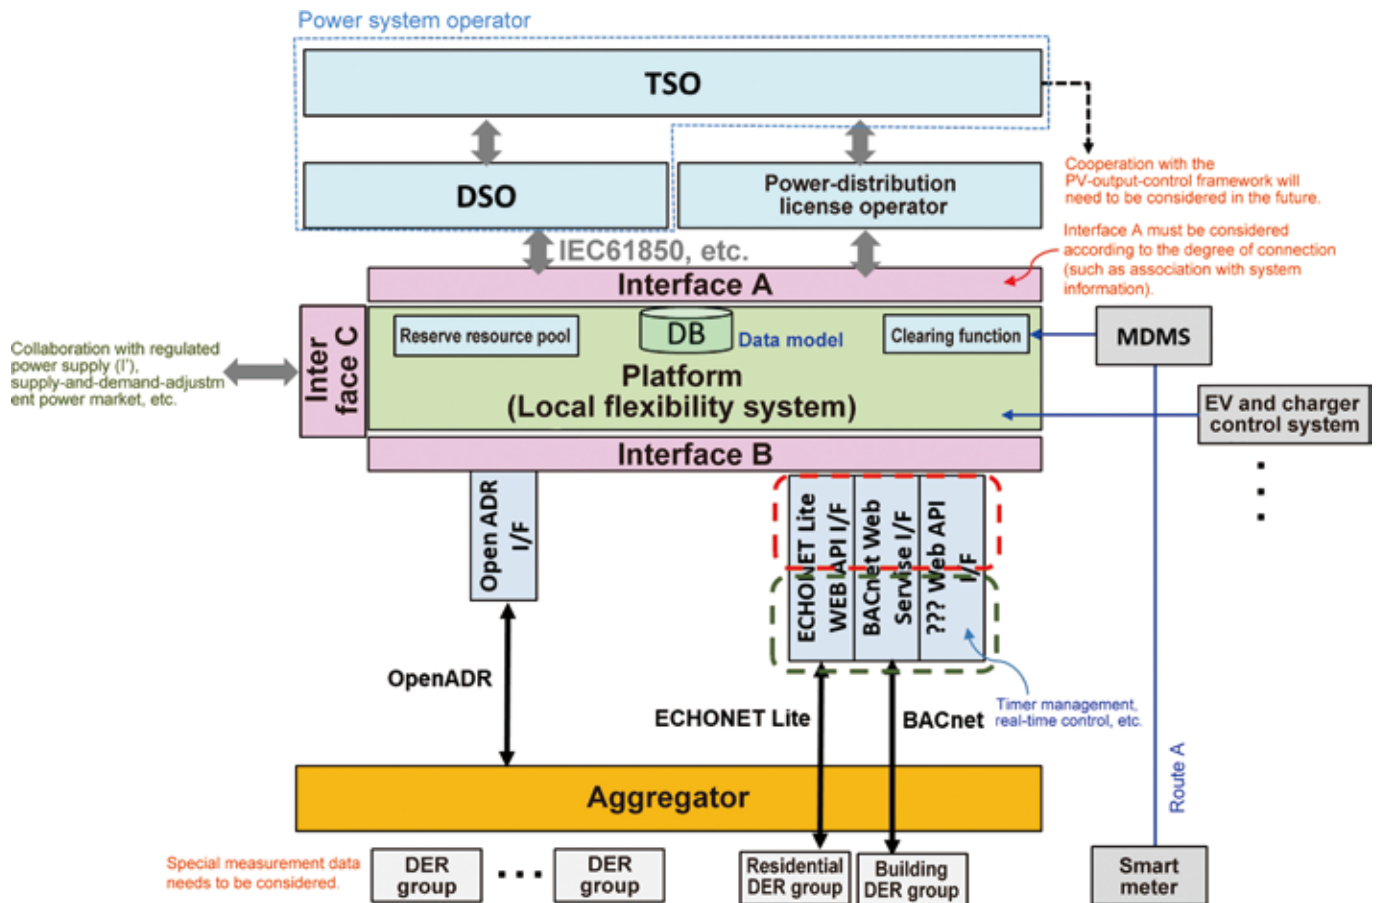 Power system operator
TSO
DSO
Power-distribution
license operator
Cooperation with the
PV-output-control framework will
need to be considered in the future.
IEC61850, etc.
Interface A must be considered
according to the degree of connection
(such as association with system
information).
Interface A
Inter
face C
Reserve resource pool
DB
Data model
Clearing function
MDMS
Collaboration with regulated
power supply (I'),
supply-and-demand-adjustm
ent power market, etc.
Platform
(Local flexibility system)
EV and charger
control system
Interface B
Open ADR
I/F
ECHONET Lite
WEB API I/F
BACnet Web
Servise I/F
??? Web API
I/F
OpenADR
ECHONET Lite
BACnet
Timer management,
real-time control, etc.
Route A
Aggregator
Special measurement data
needs to be considered.
DER
group
DER
group
Residential
DER group
Building
DER group
Smart
meter